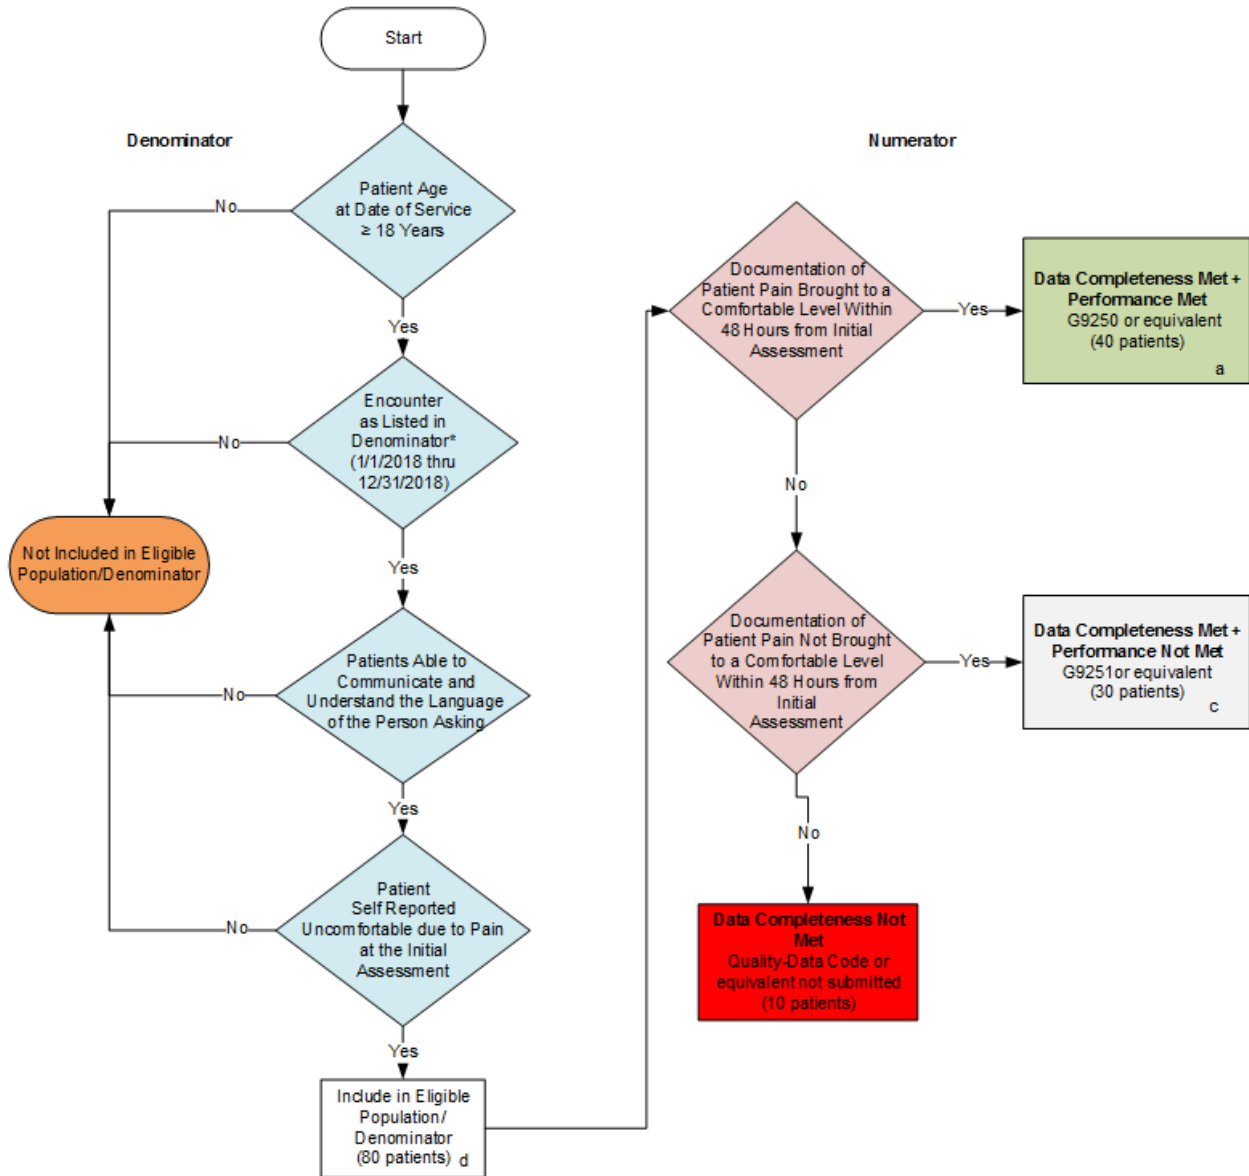 Start
Denominator
Patient Age
at Date of Service
≥ 18 Years
No
Yes
Encounter
as Listed in
Denominator*
(1/1/2018 thru
12/31/2018)
No
Yes
Not Included in Eligible
Population/Denominator
Patients Able to
Communicate and
Understand the Language
of the Person Asking
No
Yes
Patient
Self Reported
Uncomfortable due to Pain
at the Initial
Assessment
No
Yes
Include in Eligible
Population/
Denominator
(80 patients) d
Numerator
Documentation of
Patient Pain Brought to a
Comfortable Level Within
48 Hours from Initial
Assessment
Yes
Data Completeness Met +
Performance Met
G9250 or equivalent
(40 patients)
a
No
Documentation of
Patient Pain Not Brought
to a Comfortable Level
Within 48 Hours from
Initial
Assessment
Yes
Data Completeness Met +
Performance Not Met
G9251or equivalent
(30 patients)
c
No
Data Completeness Not
Met
Quality-Data Code or
equivalent not submitted
(10 patients)